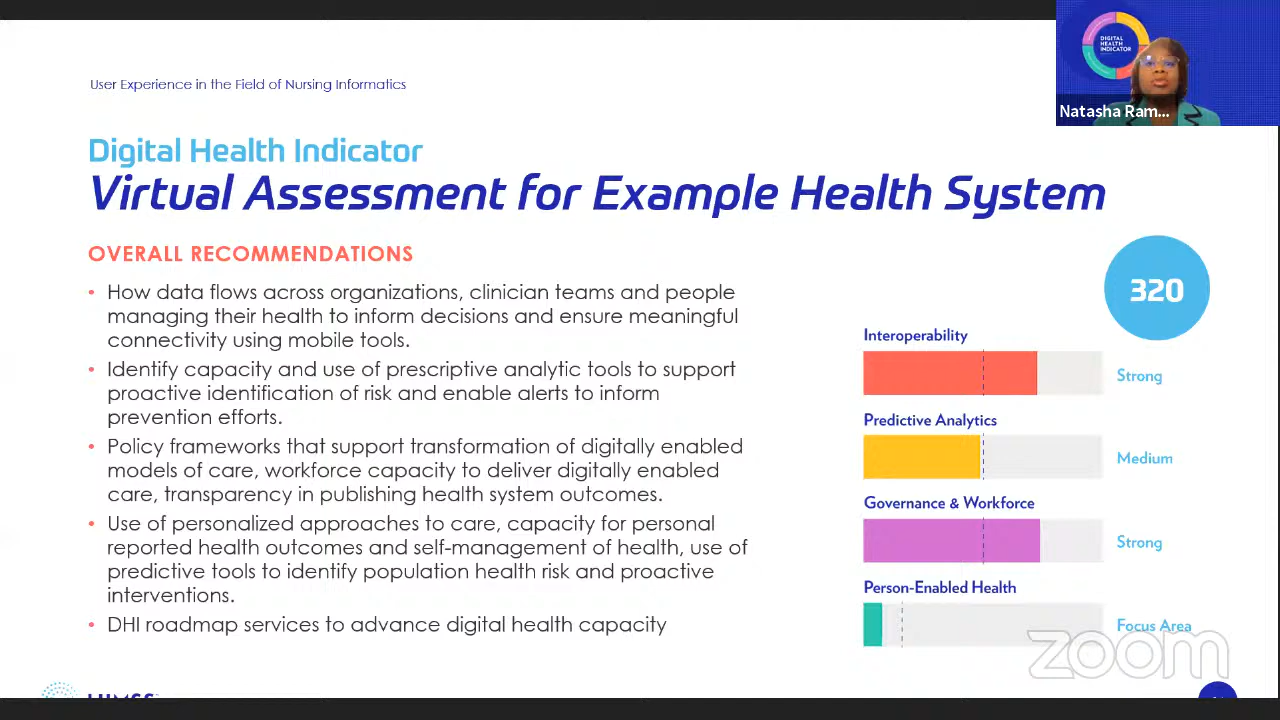 User Experience in the Field of Nursing Informatics
DIGITAL
HEALTH
INDICATOR
Natasha Ram...
Digital Health Indicator
Virtual Assessment for Example Health System
OVERALL RECOMMENDATIONS
• How data flows across organizations, clinician teams and people
managing their health to inform decisions and ensure meaningful
connectivity using mobile tools.
• Identify capacity and use of prescriptive analytic tools to support
proactive identification of risk and enable alerts to inform
prevention efforts.
• Policy frameworks that support transformation of digitally enabled
models of care, workforce capacity to deliver digitally enabled
care, transparency in publishing health system outcomes.
• Use of personalized approaches to care, capacity for personal
reported health outcomes and self-management of health, use of
predictive tools to identify population health risk and proactive
interventions.
• DHI roadmap services to advance digital health capacity
320
Interoperability
Strong
Predictive Analytics
Medium
Governance & Workforce
Strong
Person-Enabled Health
Focus Area
zoom